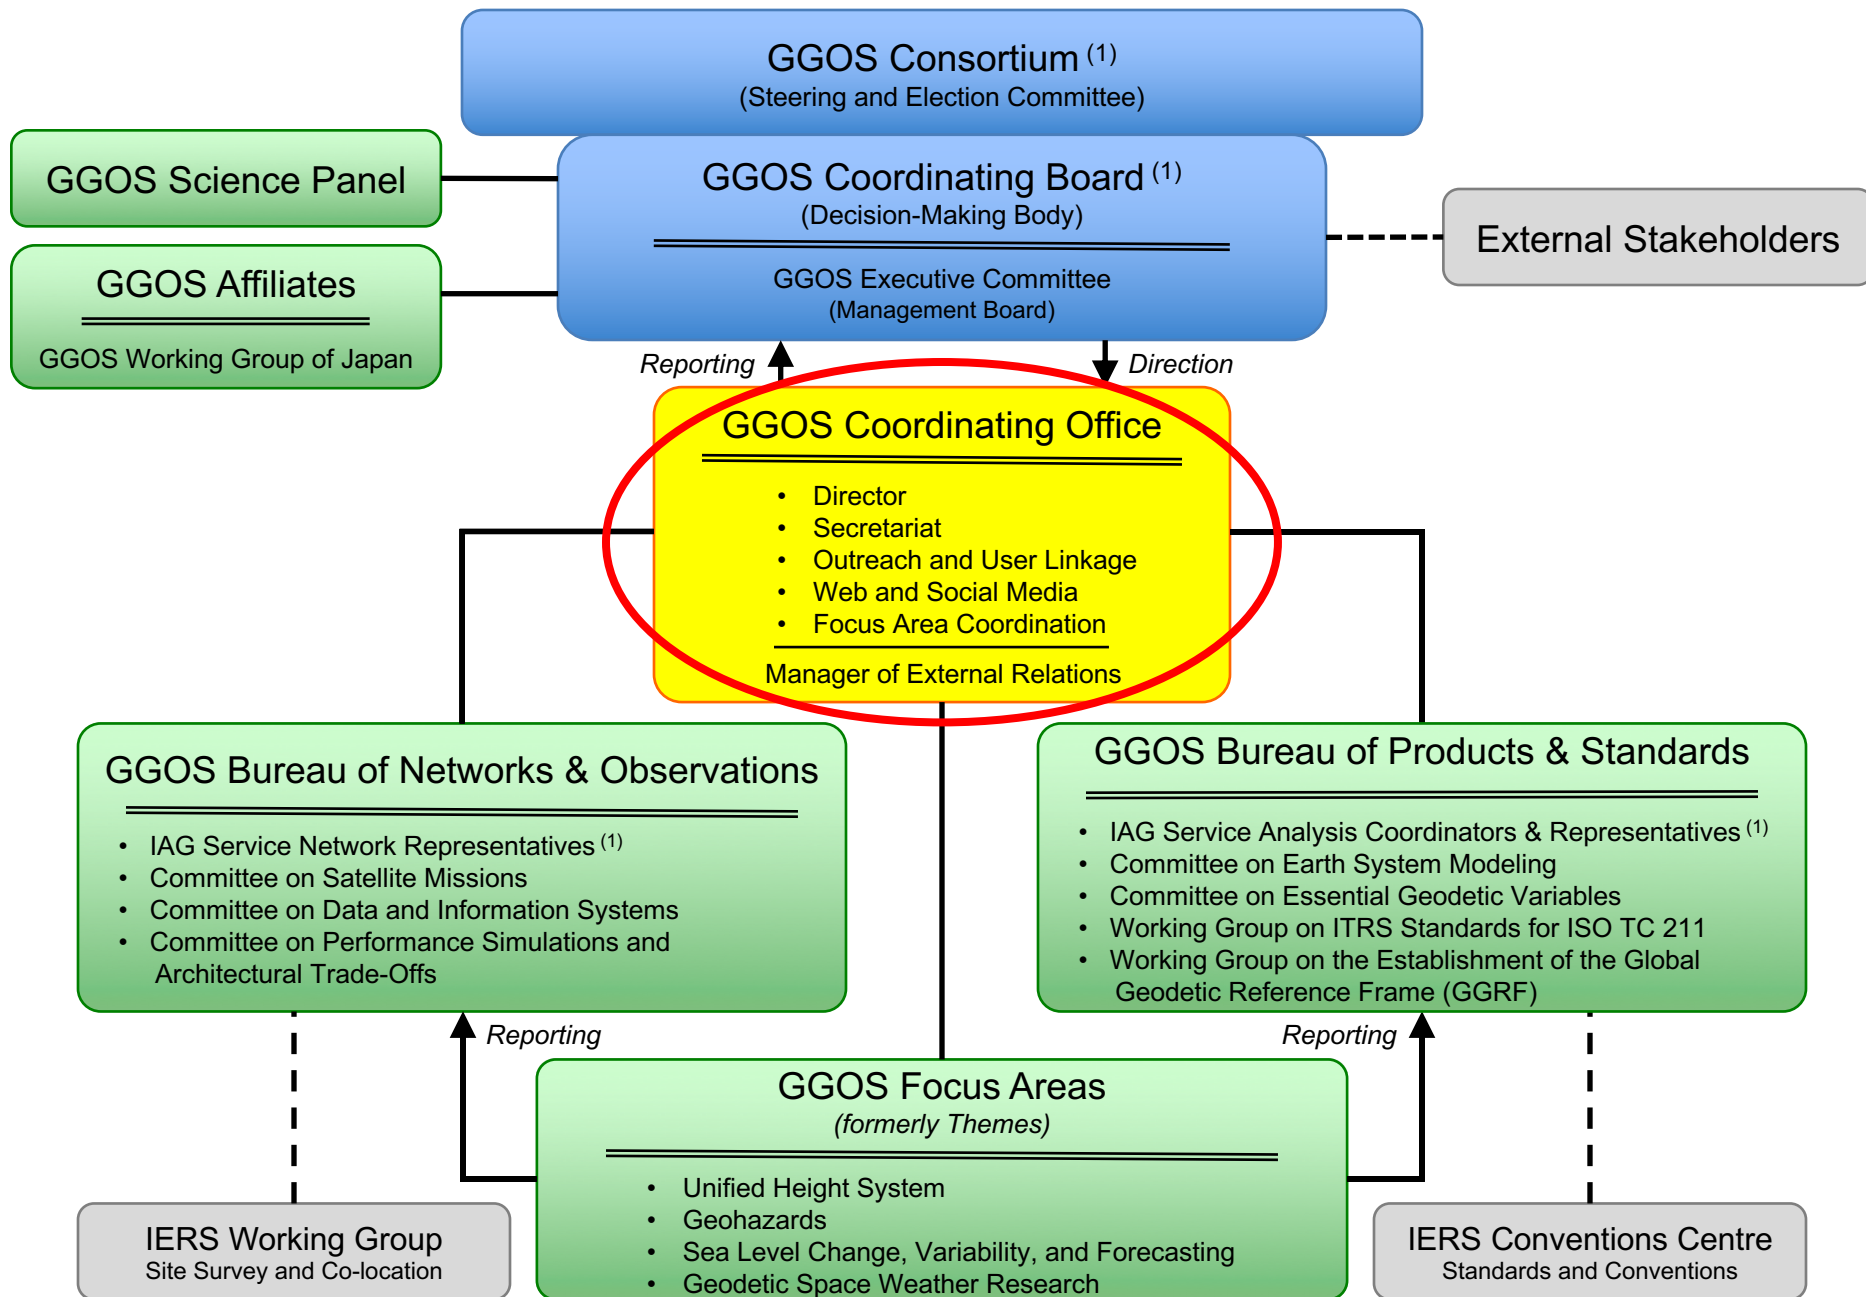 GGOS Consortium (1)
(Steering and Election Committee)
GGOS Science Panel
GGOS Coordinating Board (1)
(Decision-Making Body)
GGOS Executive Committee
(Management Board)
External Stakeholders
GGOS Affiliates
GGOS Working Group of Japan
Reporting
Direction
GGOS Coordinating Office
• Director
• Secretariat
• Outreach and User Linkage
• Web and Social Media
• Focus Area Coordination
Manager of External Relations
GGOS Bureau of Networks & Observations
• IAG Service Network Representatives (1)
• Committee on Satellite Missions
• Committee on Data and Information Systems
• Committee on Performance Simulations and
Architectural Trade-Offs
GGOS Bureau of Products & Standards
• IAG Service Analysis Coordinators & Representatives (1)
• Committee on Earth System Modeling
• Committee on Essential Geodetic Variables
• Working Group on ITRS Standards for ISO TC 211
• Working Group on the Establishment of the Global
Geodetic Reference Frame (GGRF)
Reporting
Reporting
GGOS Focus Areas
(formerly Themes)
• Unified Height System
• Geohazards
• Sea Level Change, Variability, and Forecasting
• Geodetic Space Weather Research
IERS Working Group
Site Survey and Co-location
IERS Conventions Centre
Standards and Conventions